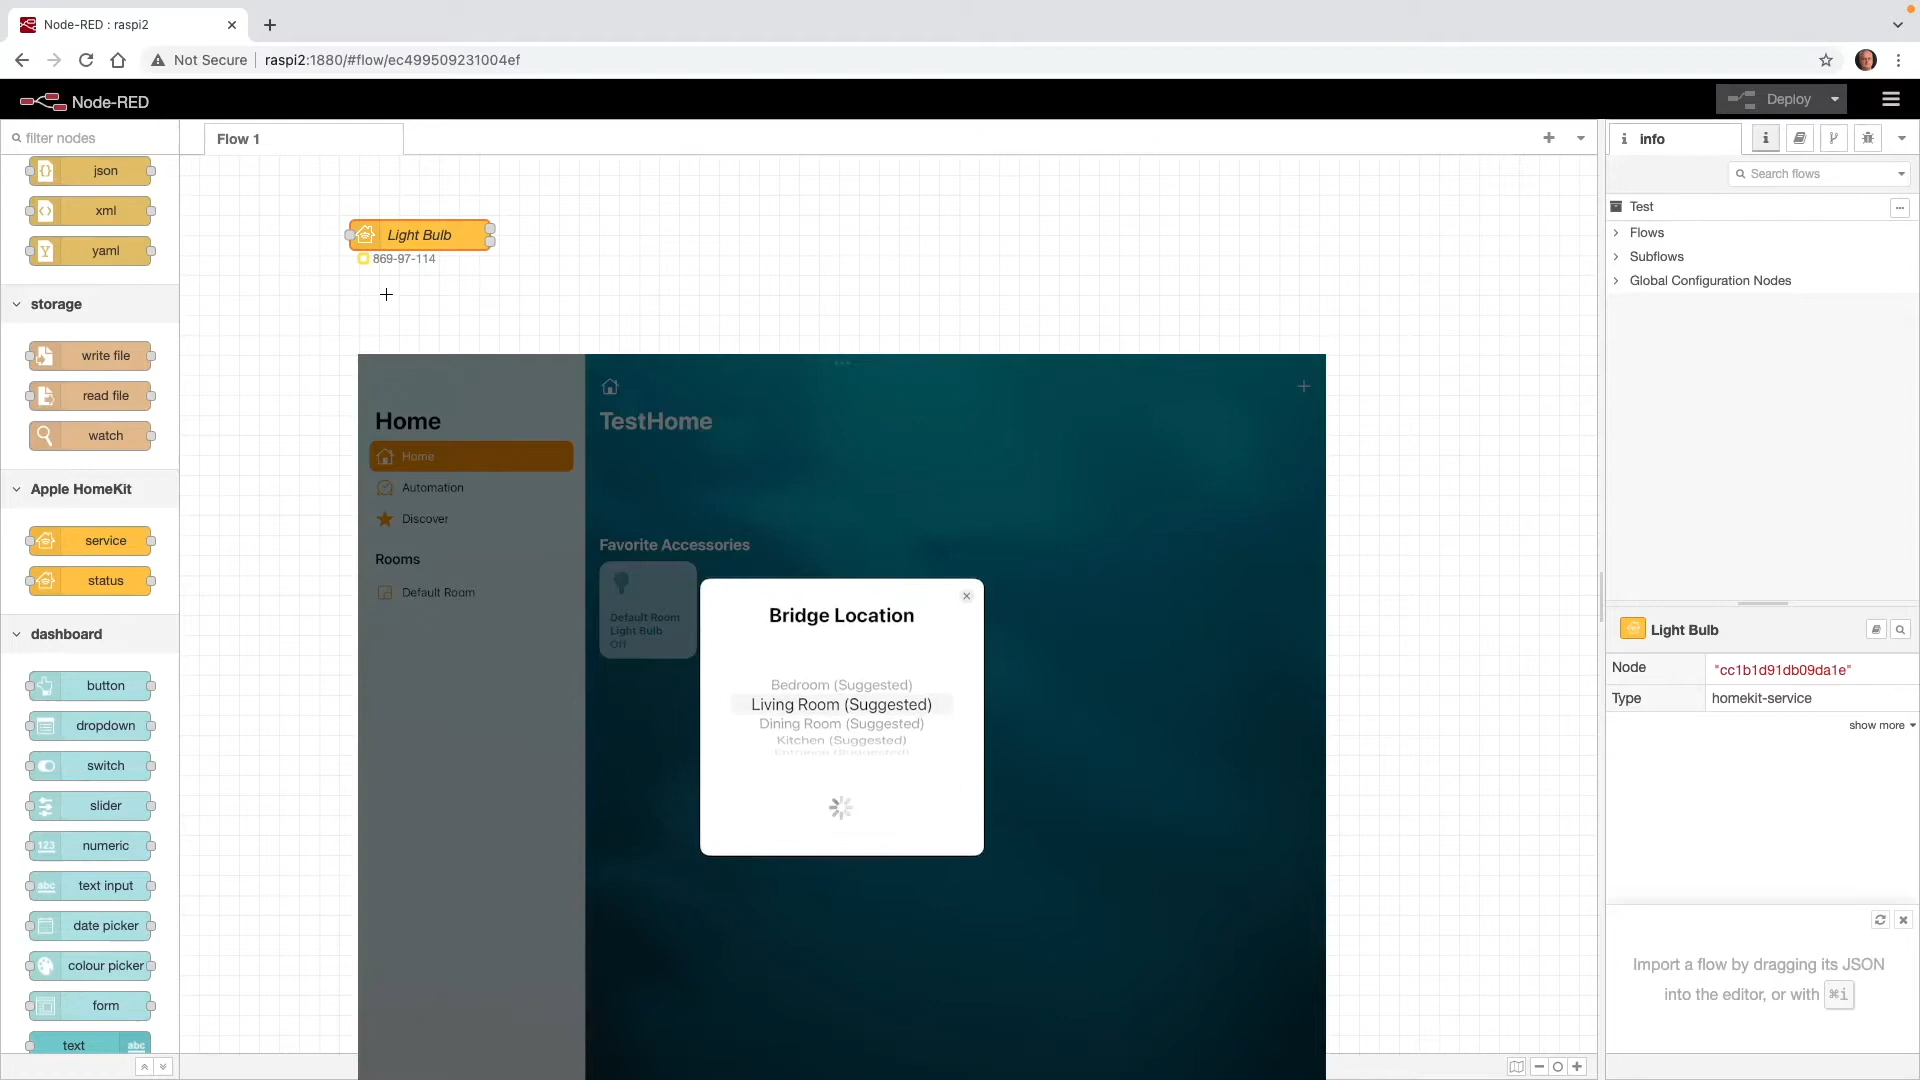 Node-RED : raspi2
Not Secure
raspi2:1880/#flow/ec499509231004ef
Node-RED
Deploy
filter nodes
Flow 1
info
i
Search flows
json
xml
yaml
storage
write file
read file
watch
Apple HomeKit
service
status
dashboard
button
dropdown
switch
slider
123
numeric
abc
text input
date picker
colour picker
form
text
abc
Light Bulb
869-97-114
Home
Home
Automation
Discover
Rooms
Default Room
TestHome
Favorite Accessories
Default Room
Light Bulb
Off
Bridge Location
Bedroom (Suggested)
Living Room (Suggested)
Dining Room (Suggested)
Kitchen (Suggested)
Entrance (Suggested)
Test
...
Flows
Subflows
Global Configuration Nodes
Light Bulb
Node
"cc1b1d91db09da1e"
Type
homekit-service
show more
Import a flow by dragging its JSON
into the editor, or with ⌘i